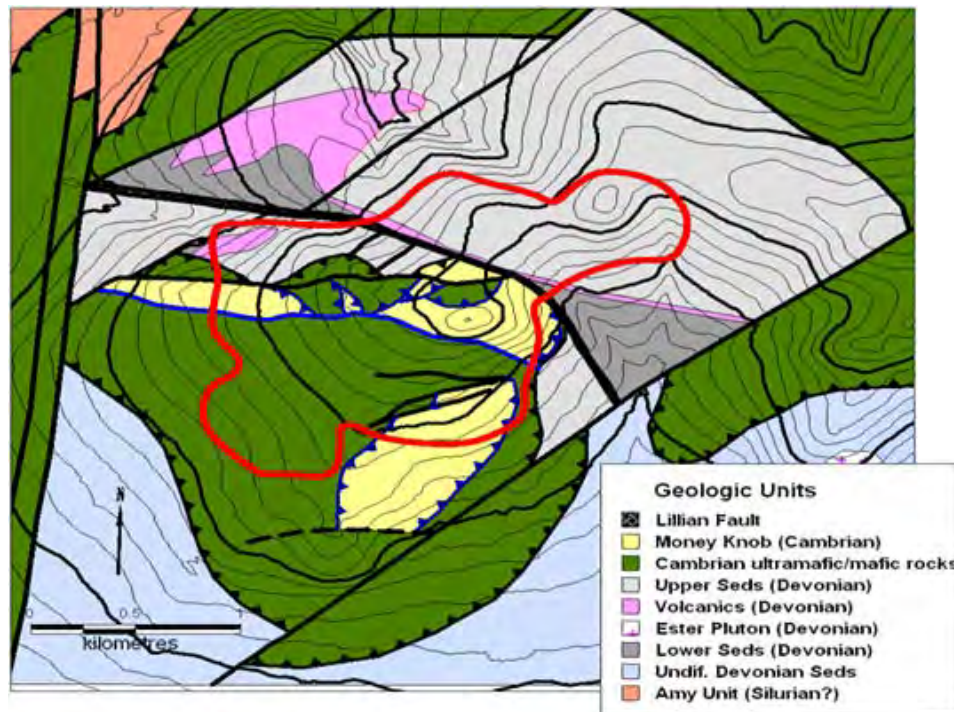 N
0 0.5 1
kilometres
Geologic Units
Lillian Fault
Money Knob (Cambrian)
Cambrian ultramafic/mafic rocks
Upper Seds (Devonian)
Volcanics (Devonian)
Ester Pluton (Devonian)
Lower Seds (Devonian)
Undif. Devonian Seds
Amy Unit (Silurian?)